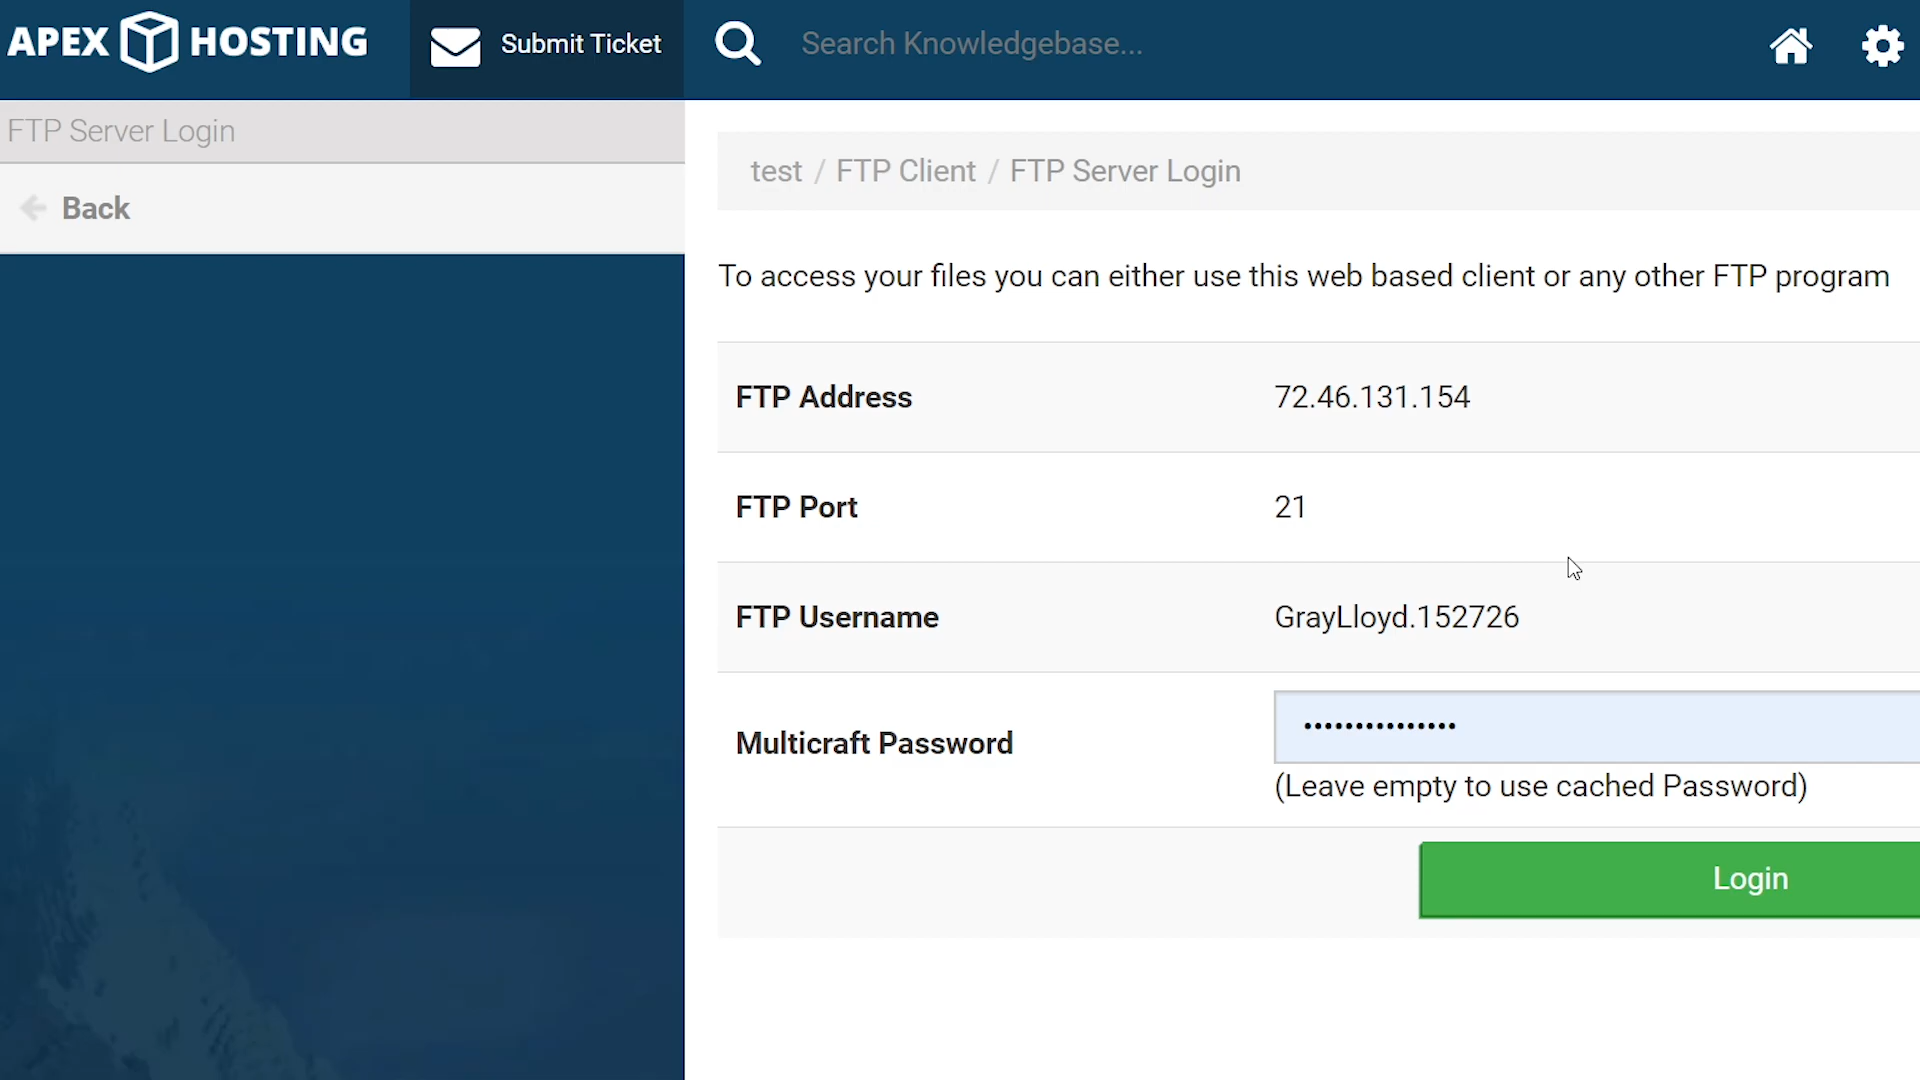 APEX HOSTING
Submit Ticket
Search Knowledgebase...
FTP Server Login
Back
test / FTP Client / FTP Server Login
To access your files you can either use this web based client or any other FTP program
FTP Address 72.46.131.154
FTP Port 21
FTP Username GrayLloyd.152726
Multicraft Password •••••••••••••••
(Leave empty to use cached Password)
Login